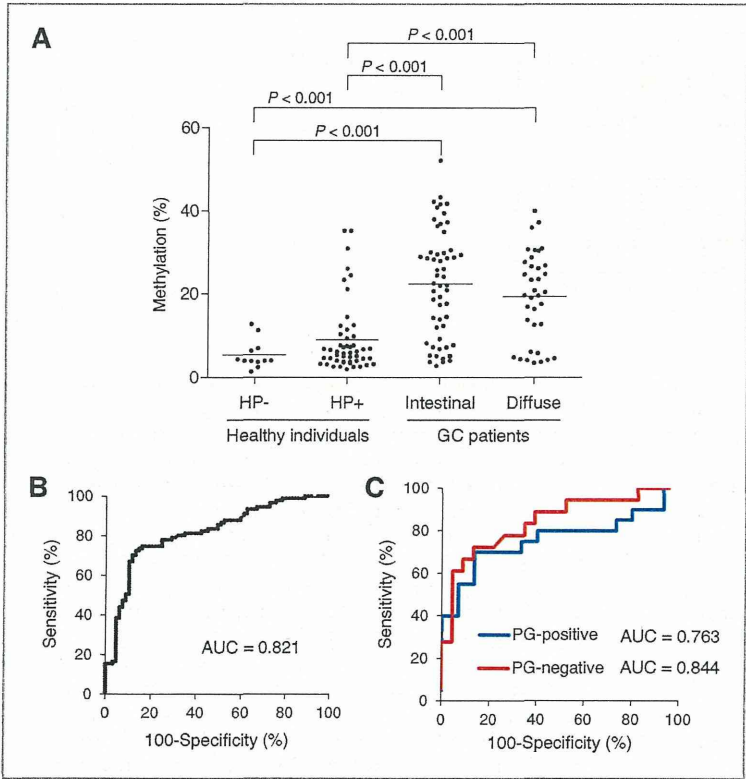 A
P < 0.001
P < 0.001
P < 0.001
P < 0.001
60
40
20
0
Methylation (%)
HP- HP+ Intestinal Diffuse
Healthy individuals GC patients
B
100
80
60
40
20
0
Sensitivity (%)
AUC = 0.821
0 20 40 60 80 100
100-Specificity (%)
C
100
80
60
40
20
0
Sensitivity (%)
PG-positive AUC = 0.763
PG-negative AUC = 0.844
0 20 40 60 80 100
100-Specificity (%)